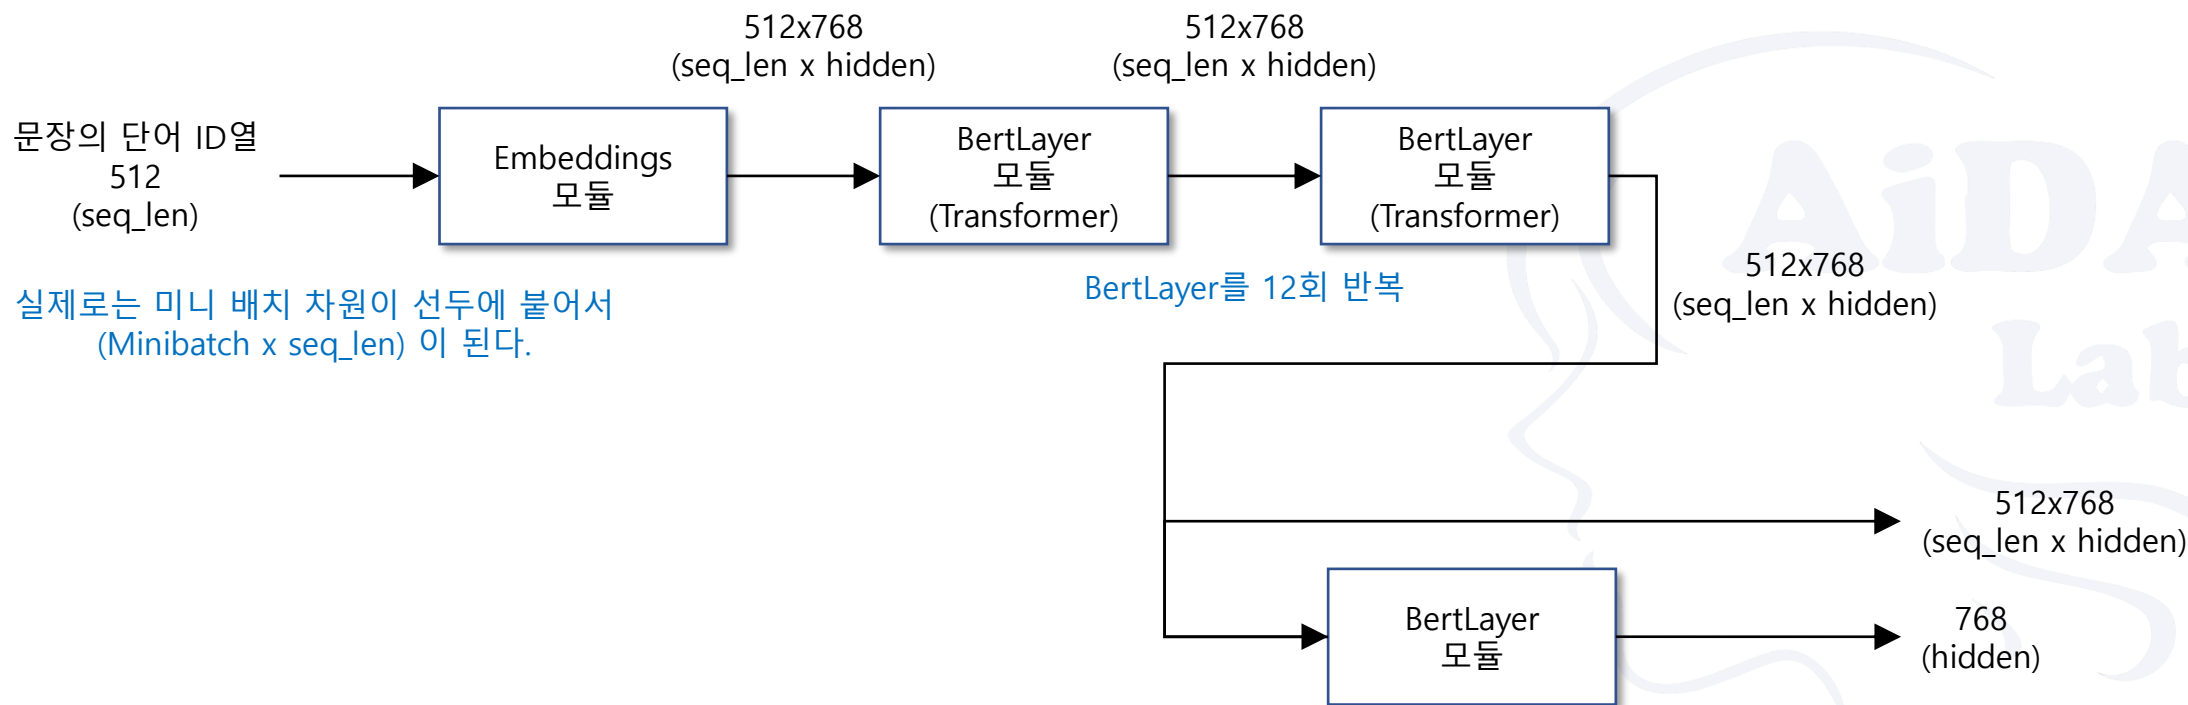 512x768
(seq_len x hidden)
512x768
(seq_len x hidden)
문장의 단어 ID열
512
(seq_len)
Embeddings
모듈
BertLayer
모듈
(Transformer)
BertLayer
모듈
(Transformer)
실제로는 미니 배치 차원이 선두에 붙어서
(Minibatch x seq_len) 이 된다.
BertLayer를 12회 반복
512x768
(seq_len x hidden)
512x768
(seq_len x hidden)
BertLayer
모듈
768
(hidden)
AiDA
Lab